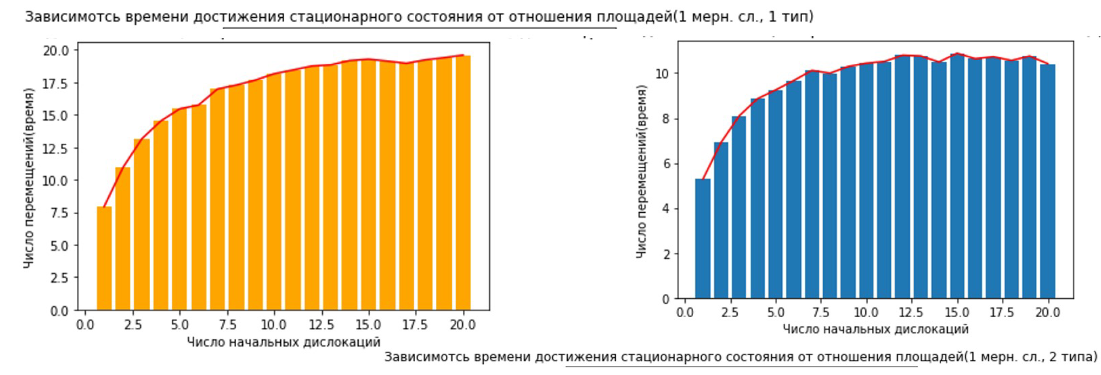 Зависимотсь времени достижения стационарного состояния от отношения площадей(1 мерн. сл., 1 тип)
20.0
17.5
15.0
12.5
10.0
7.5
5.0
2.5
0.0
Число перемещений(время)
0.0 2.5 5.0 7.5 10.0 12.5 15.0 17.5 20.0
Число начальных дислокаций
10
8
6
4
2
0
Число перемещений(время)
0.0 2.5 5.0 7.5 10.0 12.5 15.0 17.5 20.0
Число начальных дислокаций
Зависимотсь времени достижения стационарного состояния от отношения площадей(1 мерн. сл., 2 типа)